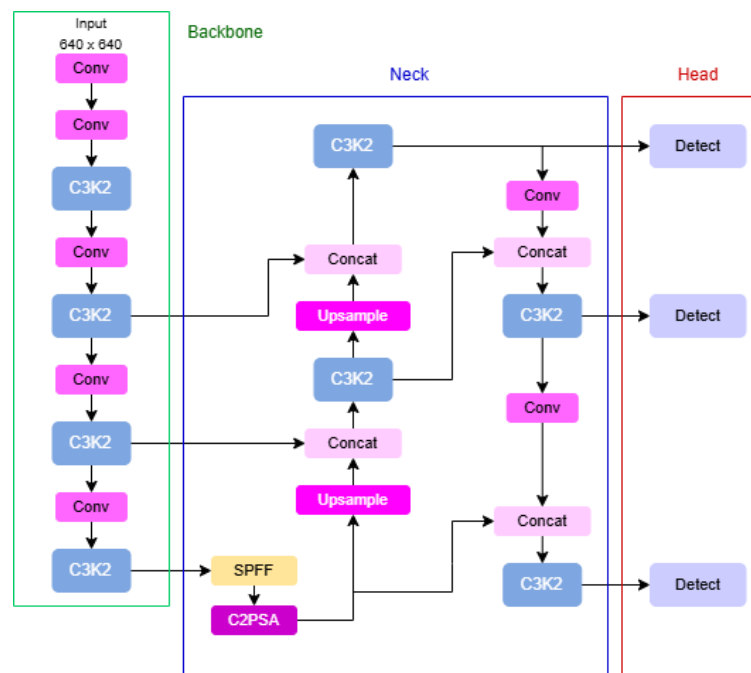 Input
640 x 640
Backbone
Conv
Conv
C3K2
Conv
C3K2
Conv
C3K2
Conv
C3K2
Neck
C3K2
Concat
Upsample
C3K2
Concat
Upsample
SPFF
C2PSA
Conv
Concat
C3K2
Conv
Concat
C3K2
Head
Detect
Detect
Detect